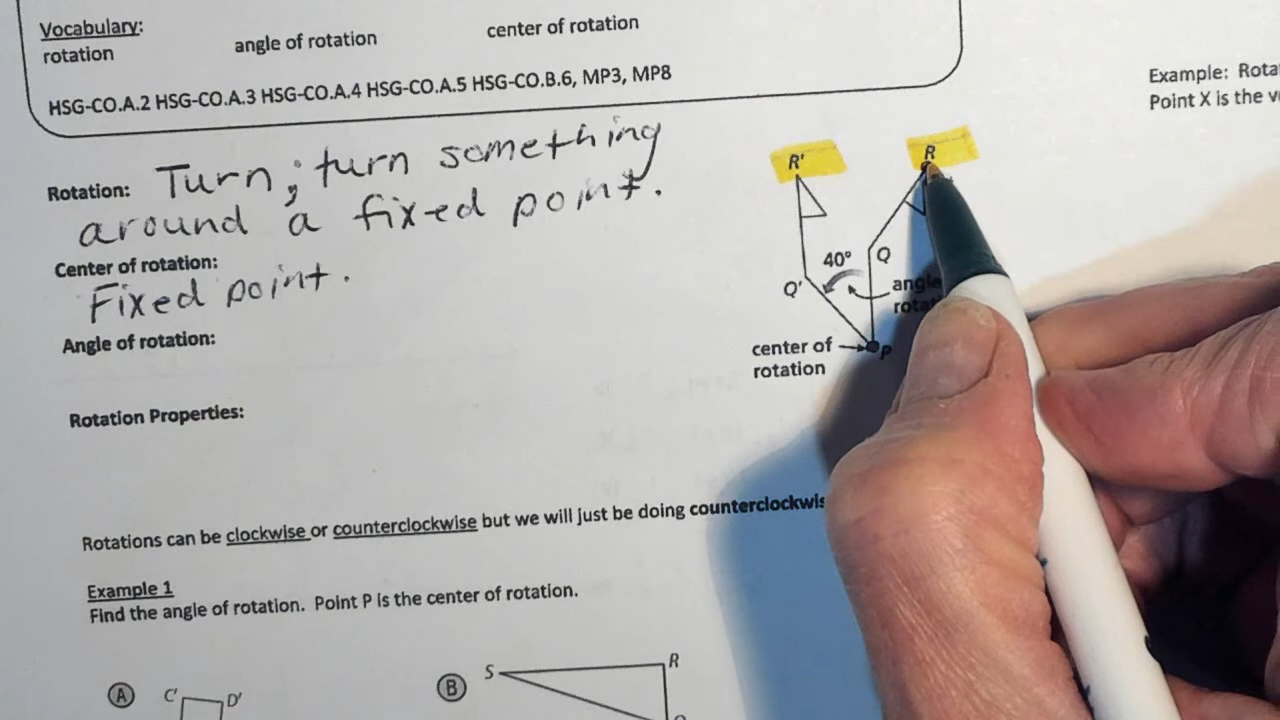 Vocabulary:
rotation
angle of rotation
center of rotation
HSG-CO.A.2 HSG-CO.A.3 HSG-CO.A.4 HSG-CO.A.5 HSG-CO.B.6, MP3, MP8
Example: Rota
Point X is the v
Rotation: Turn; turn something
around a fixed point.
Center of rotation:
Fixed point.
Angle of rotation:
Rotation Properties:
R'
R
40°
Q
Q'
angle
rotat
center of
rotation
P
Rotations can be clockwise or counterclockwise but we will just be doing counterclockwis
Example 1
Find the angle of rotation. Point P is the center of rotation.
A
C'
D'
B
S
R